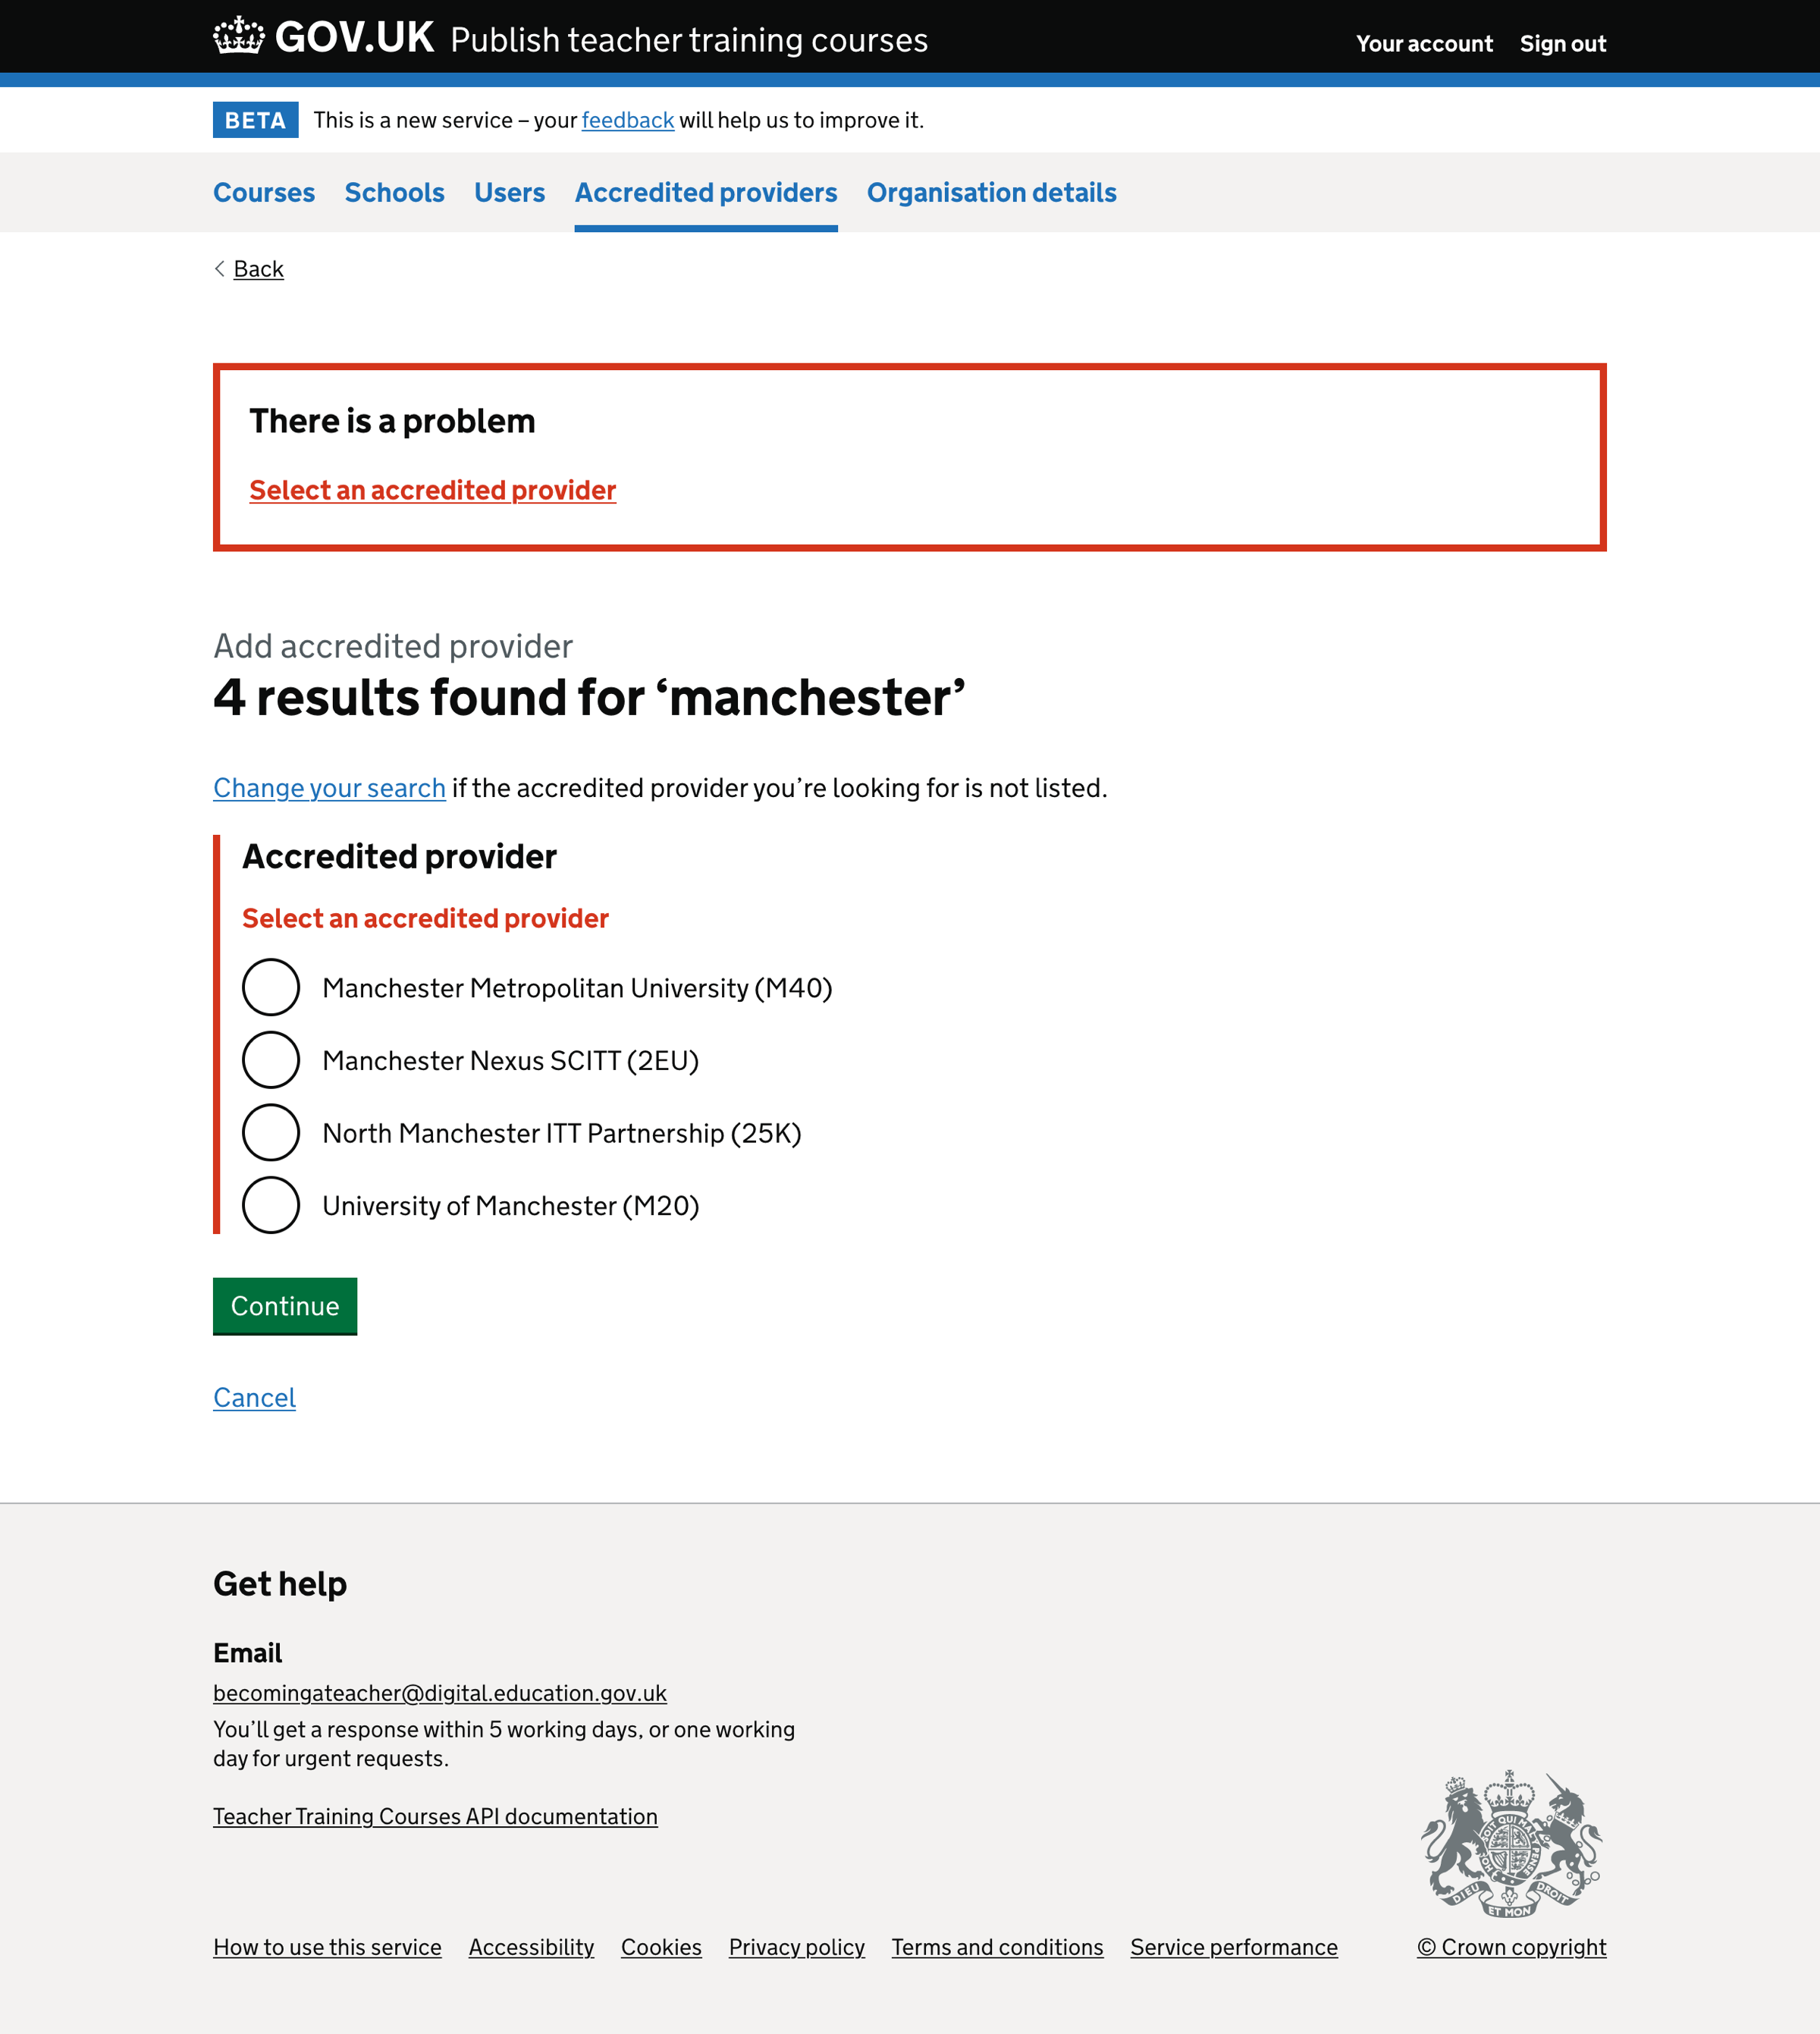 GOV.UK Publish teacher training courses
Your account Sign out
BETA This is a new service – your feedback will help us to improve it.
Courses Schools Users Accredited providers Organisation details
Back
There is a problem
Select an accredited provider
Add accredited provider
4 results found for ‘manchester’
Change your search if the accredited provider you’re looking for is not listed.
Accredited provider
Select an accredited provider
Manchester Metropolitan University (M40)
Manchester Nexus SCITT (2EU)
North Manchester ITT Partnership (25K)
University of Manchester (M20)
Continue
Cancel
Get help
Email
becomingateacher@digital.education.gov.uk
You’ll get a response within 5 working days, or one working
day for urgent requests.
Teacher Training Courses API documentation
DIEU ET MON DROIT
How to use this service Accessibility Cookies Privacy policy Terms and conditions Service performance
© Crown copyright